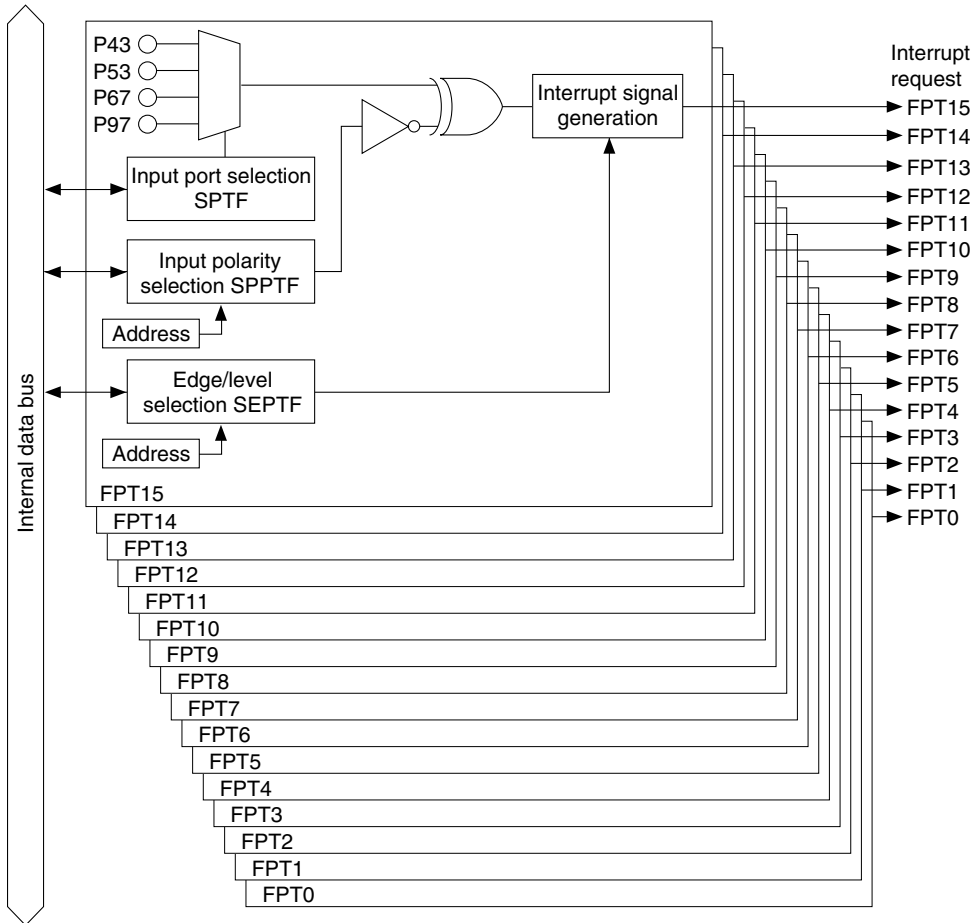 P43
P53
P67
P97
Input port selection
SPTF
Input polarity
selection SPPTF
Address
Edge/level
selection SEPTF
Address
Interrupt signal
generation
Internal data bus
FPT15
FPT14
FPT13
FPT12
FPT11
FPT10
FPT9
FPT8
FPT7
FPT6
FPT5
FPT4
FPT3
FPT2
FPT1
FPT0
Interrupt
request
FPT15
FPT14
FPT13
FPT12
FPT11
FPT10
FPT9
FPT8
FPT7
FPT6
FPT5
FPT4
FPT3
FPT2
FPT1
FPT0